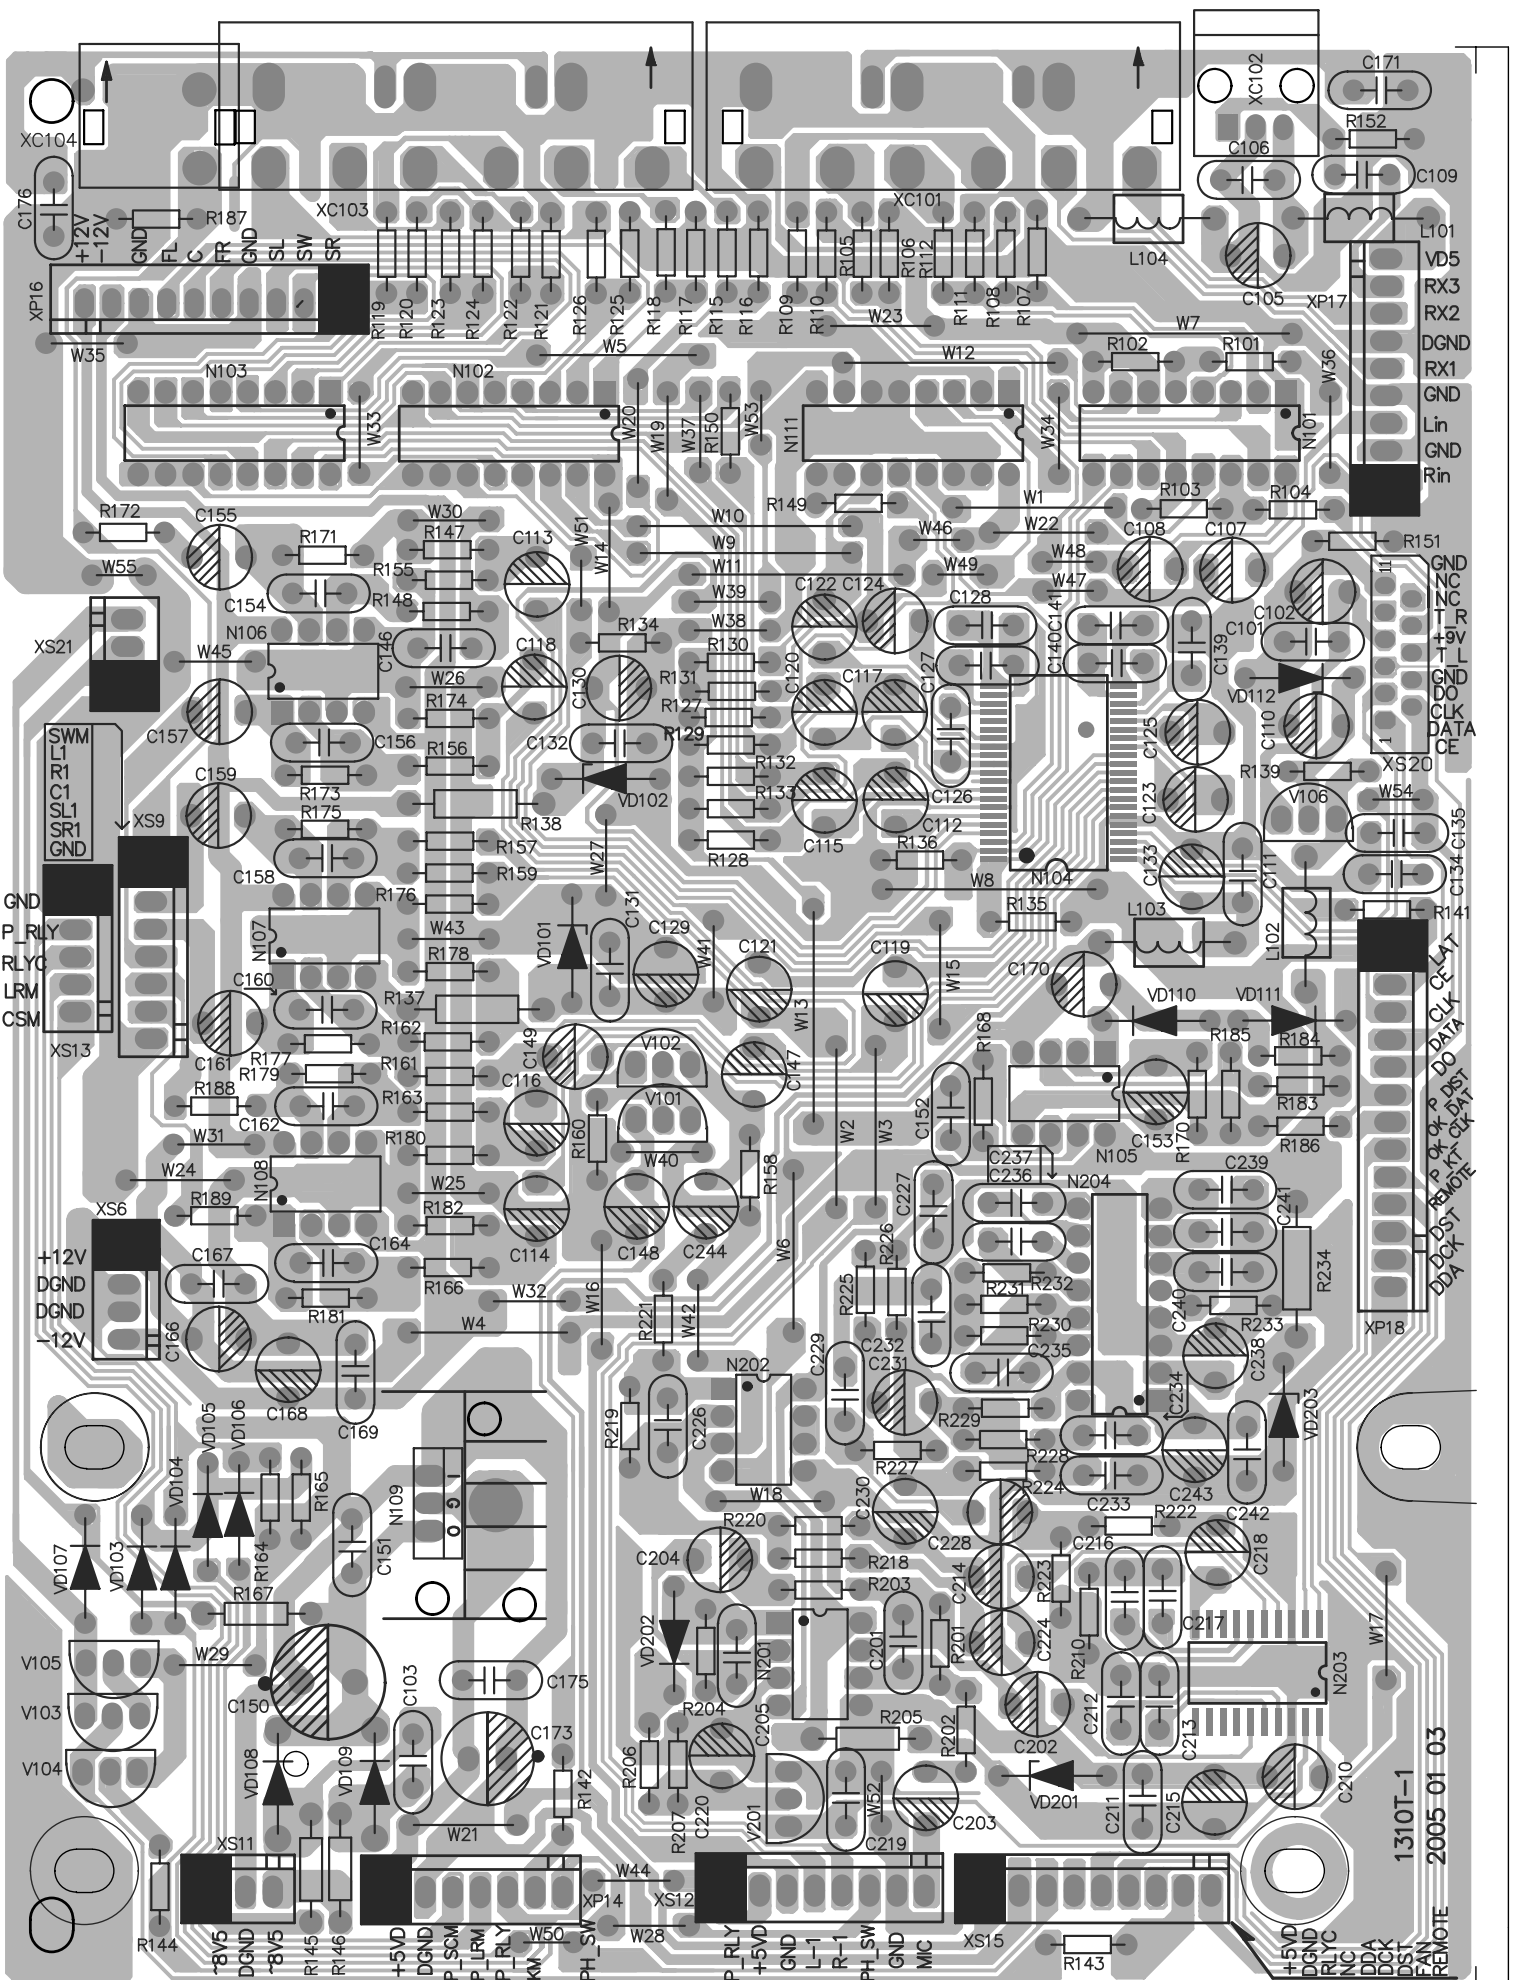 XC104
C176
+12V
-12V
GND
FL
C
FR
GND
SL
SW
SR
R187
XC103
XC101
XC102
C171
R152
C106
C109
L104
L101
C105
XP17
XP16
W35
R119
R120
R123
R124
R122
R121
R126
R125
R118
R117
R115
R116
R109
R110
R105
R106
R112
R111
R108
R107
W23
W5
W12
W7
R102
R101
W36
VD5
RX3
RX2
DGND
RX1
GND
Lin
GND
Rin
N103
W33
N102
W20
W19
W37
R150
W53
N111
W34
N101
R149
W1
R103
R104
R151
R172
C155
R171
W30
R147
C113
W51
W14
W10
W9
W11
W46
W22
C108
C107
W48
W49
W47
W55
C154
R155
R148
W39
W38
C122
C124
C128
C141
C140
C139
C102
C101
11
GND
NC
NC
T_R
+9V
T_L
GND
DO
CLK
DATA
CE
1
XS20
XS21
N106
W45
C146
W26
R174
C118
R134
C130
R130
R131
R127
R129
C120
C117
C127
VD112
C110
C125
C157
C156
R156
C132
VD102
R132
R133
R128
C115
C112
C126
C123
R139
V106
W54
C135
C134
SWM
L1
R1
C1
SL1
SR1
GND
XS9
C159
R173
R175
R138
C158
R157
R159
R176
W27
R136
W8
N104
C133
C111
GND
P_RLY
RLYC
LRM
CSM
XS13
N107
W43
R178
VD101
C131
C129
W41
C121
C119
W15
R135
L103
L102
R141
W13
C160
C161
R137
R162
R177
R179
R161
C149
V102
C147
C170
VD110
VD111
R168
R185
R184
R183
R186
LAT
CE
CLK
DATA
DO
P_DST
OK_DAT
OK_CLK
P_KT
REMOTE
DST
DCK
DDA
XP18
R188
C162
R163
C116
V101
R160
W40
R158
W2
W3
C152
C153
R170
N105
W31
W24
R180
R189
N108
W25
R182
C114
C148
C244
W6
C227
C237
C236
N204
C239
C241
R234
XS6
+12V
DGND
DGND
-12V
C167
C164
R166
R181
C166
W32
W16
W4
R221
W42
R226
R225
R231
R232
R230
C235
C232
C240
R233
C238
C168
C169
N202
C229
C231
C234
VD203
R219
C226
R229
R228
R224
R227
C230
C233
C243
C242
VD105
VD106
VD104
R165
R164
N109
I
G
O
C151
W18
R220
R218
R203
C204
C228
C214
R223
C216
R222
C218
VD107
VD103
R167
VD202
N201
C201
R201
C224
R210
C217
N203
W17
V105
V103
V104
W29
C150
C103
C175
C173
VD108
VD109
R142
W21
R204
C205
R205
R202
C202
C212
C213
R206
R207
C220
V201
W52
C219
C203
VD201
C211
C215
C210
1310T-1
2005 01 03
XS11
R144
R145
R146
XP14
W44
XS12
W50
W28
XS15
R143
~8V5
DGND
~8V5
+5VD
DGND
P_SCM
P_LRM
P_RLY
KM
PH_SW
P_RLY
+5VD
GND
L-1
R-1
PH_SW
GND
MIC
+5VD
DGND
RLYC
NC
DDA
DCK
DST
FAN
REMOTE